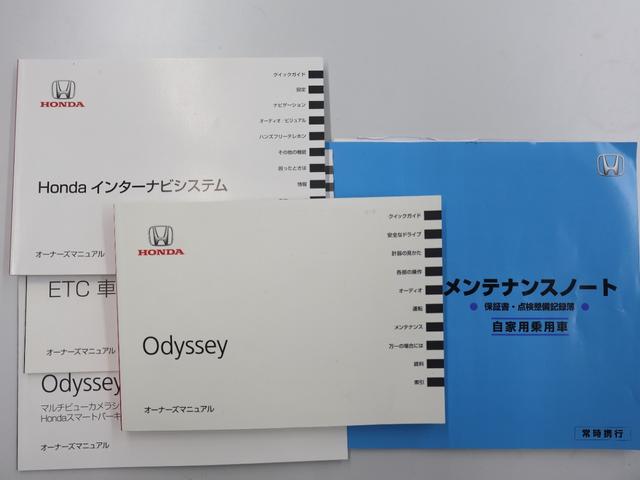 HONDA
Honda インターナビシステム
オーナーズマニュアル
クイックガイド
設定
ナビゲーション
オーディオ/ビジュアル
ハンズフリーテレホン
その他の機能
困ったときは
情報
ETC 車
オーナーズマニュアル
Odyssey
マルチビューカメラシ
Hondaスマートパーキ
オーナーズマニュアル
HONDA
Odyssey
オーナーズマニュアル
クイックガイド
安全なドライブ
計器の見かた
各部の操作
オーディオ
運転
メンテナンス
万一の場合には
資料
索引
メンテナンスノート
保証書・点検整備記録簿
自家用乗用車
常時携行